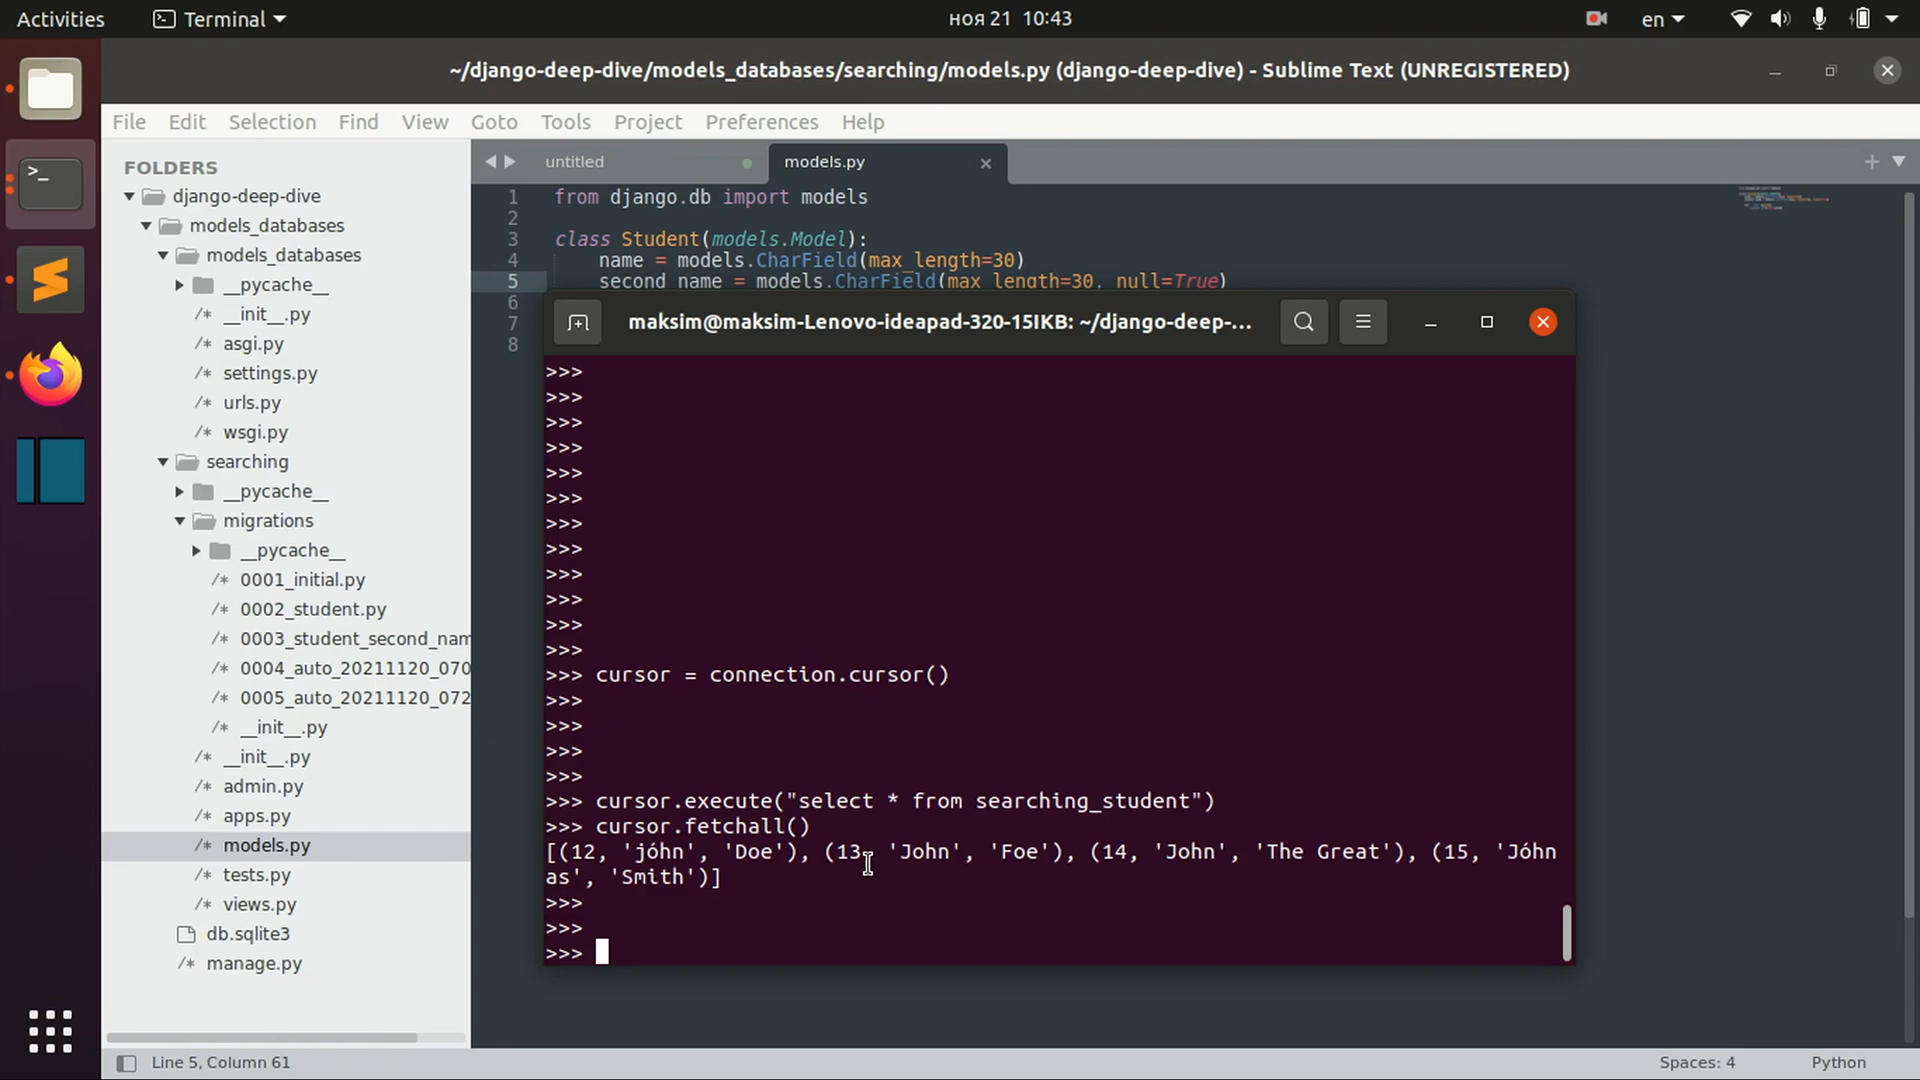 Activities
Terminal
ноя 21 10:43
en
~/django-deep-dive/models_databases/searching/models.py (django-deep-dive) - Sublime Text (UNREGISTERED)
File Edit Selection Find View Goto Tools Project Preferences Help
FOLDERS
django-deep-dive
models_databases
models_databases
__pycache__
/* __init__.py
/* asgi.py
/* settings.py
/* urls.py
/* wsgi.py
searching
__pycache__
migrations
__pycache__
/* 0001_initial.py
/* 0002_student.py
/* 0003_student_second_nam
/* 0004_auto_20211120_070
/* 0005_auto_20211120_072
/* __init__.py
/* __init__.py
/* admin.py
/* apps.py
/* models.py
/* tests.py
/* views.py
db.sqlite3
/* manage.py
untitled
models.py
1 from django.db import models
2
3 class Student(models.Model):
4 name = models.CharField(max_length=30)
5 second_name = models.CharField(max_length=30, null=True)
6
7
8
maksim@maksim-Lenovo-ideapad-320-15IKB: ~/django-deep-...
>>>
>>>
>>>
>>>
>>>
>>>
>>>
>>>
>>>
>>>
>>>
>>>
>>> cursor = connection.cursor()
>>>
>>>
>>>
>>>
>>> cursor.execute("select * from searching_student")
>>> cursor.fetchall()
[(12, 'jóhn', 'Doe'), (13, 'John', 'Foe'), (14, 'John', 'The Great'), (15, 'Jóhn
as', 'Smith')]
>>>
>>>
>>>
Line 5, Column 61
Spaces: 4
Python